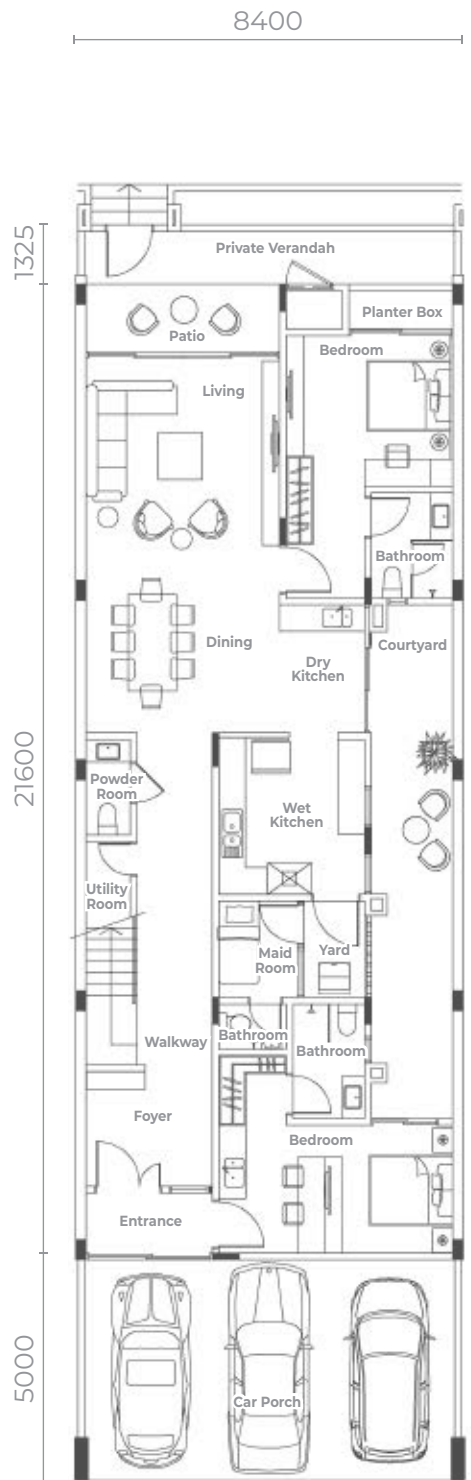 8400
1325
Private Verandah
Planter Box
Patio
Bedroom
Living
Bathroom
Dining
Courtyard
Dry
Kitchen
21600
Powder
Room
Wet
Kitchen
Utility
Room
Maid
Room
Yard
Walkway
Bathroom
Bathroom
Foyer
Bedroom
Entrance
5000
Car Porch